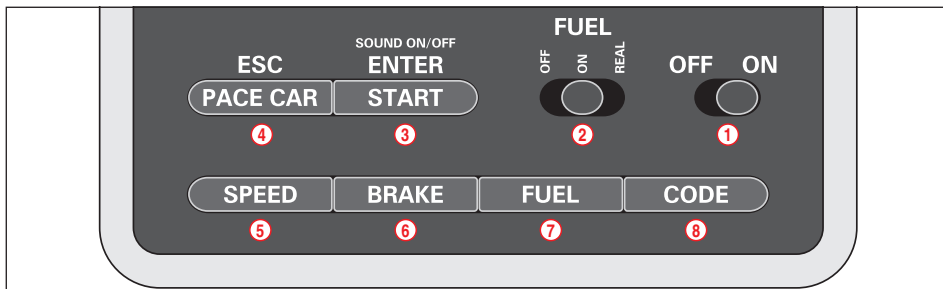 FUEL
SOUND ON/OFF
ESC ENTER OFF ON REAL OFF ON
PACE CAR START
④ ③ ② ①
SPEED BRAKE FUEL CODE
⑤ ⑥ ⑦ ⑧